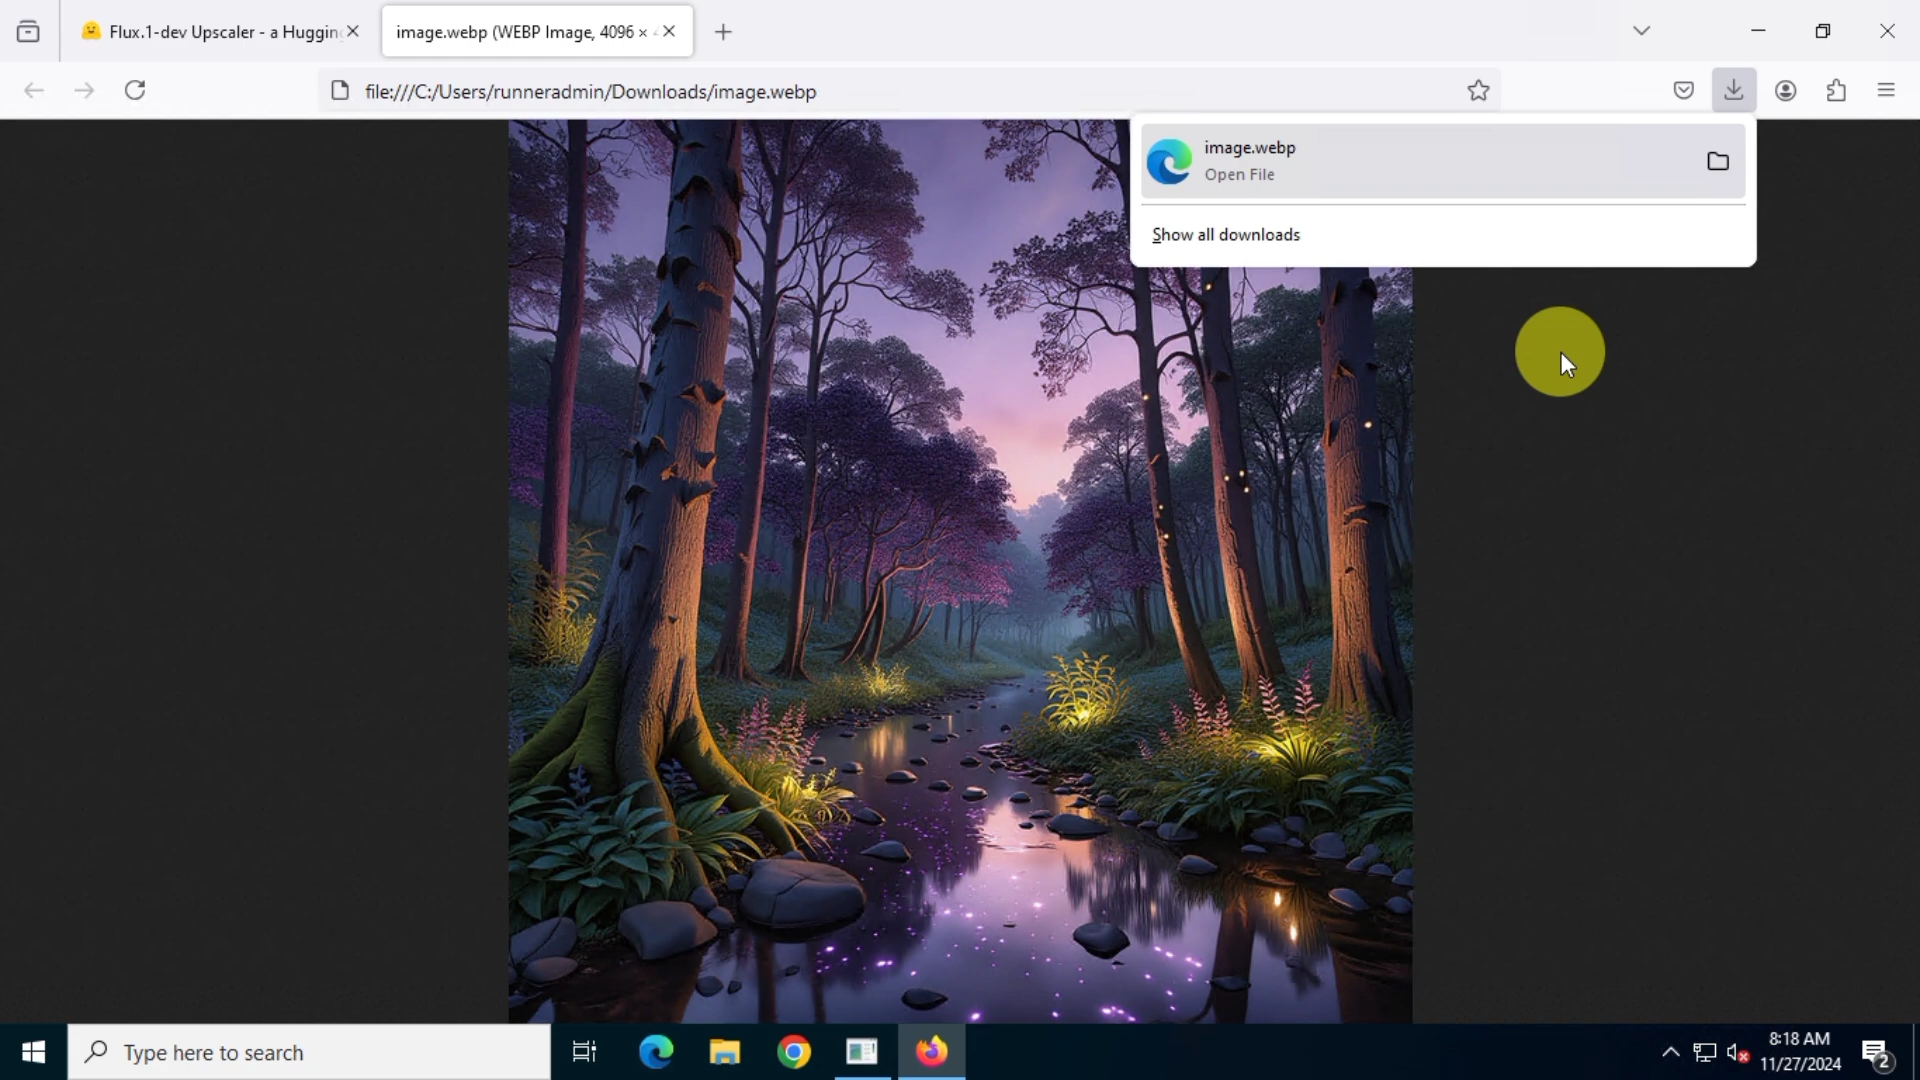 Flux.1-dev Upscaler - a Hugging
image.webp (WEBP Image, 4096 ×
file:///C:/Users/runneradmin/Downloads/image.webp
image.webp
Open File
Show all downloads
Type here to search
8:18 AM
11/27/2024
2